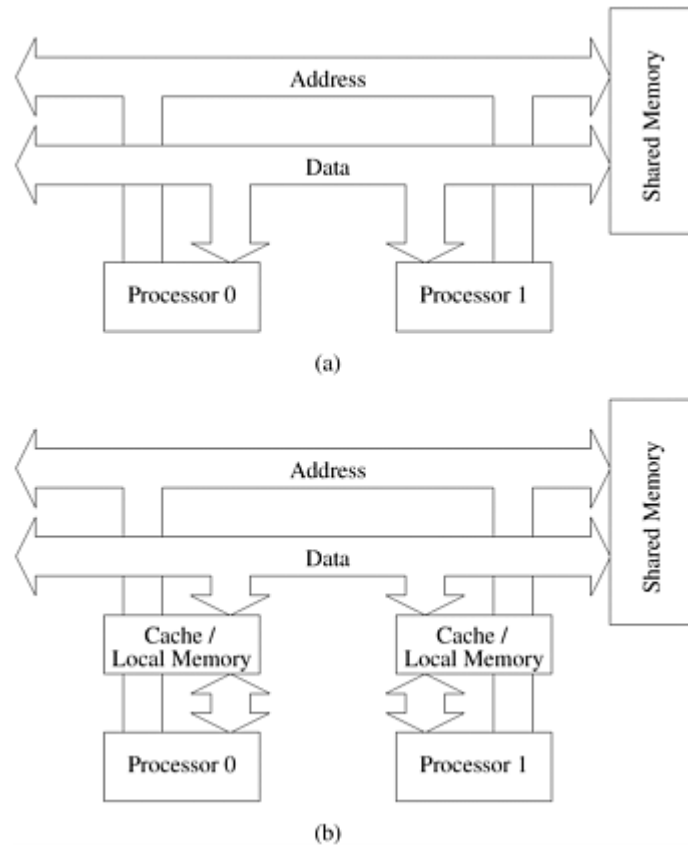 Address
Shared Memory
Data
Processor 0
Processor 1
(a)
Address
Shared Memory
Data
Cache /
Local Memory
Cache /
Local Memory
Processor 0
Processor 1
(b)